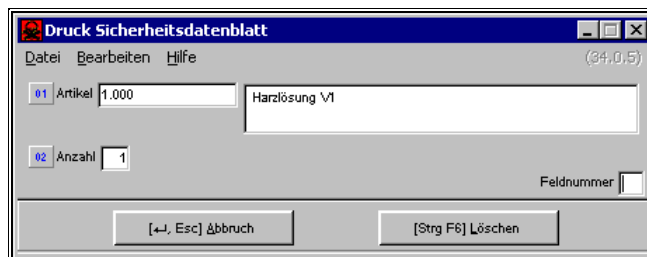 Druck Sicherheitsdatenblatt
Datei Bearbeiten Hilfe (34.0.5)
01 Artikel 1.000 Harzlösung V1
02 Anzahl 1
Feldnummer
[↵, Esc] Abbruch [Strg F6] Löschen